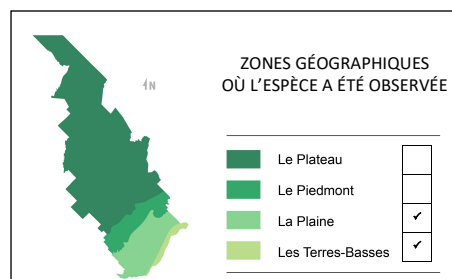 ZONES GÉOGRAPHIQUES
OÙ L'ESPÈCE A ÉTÉ OBSERVÉE
N
Le Plateau
Le Piedmont
La Plaine ✓
Les Terres-Basses ✓